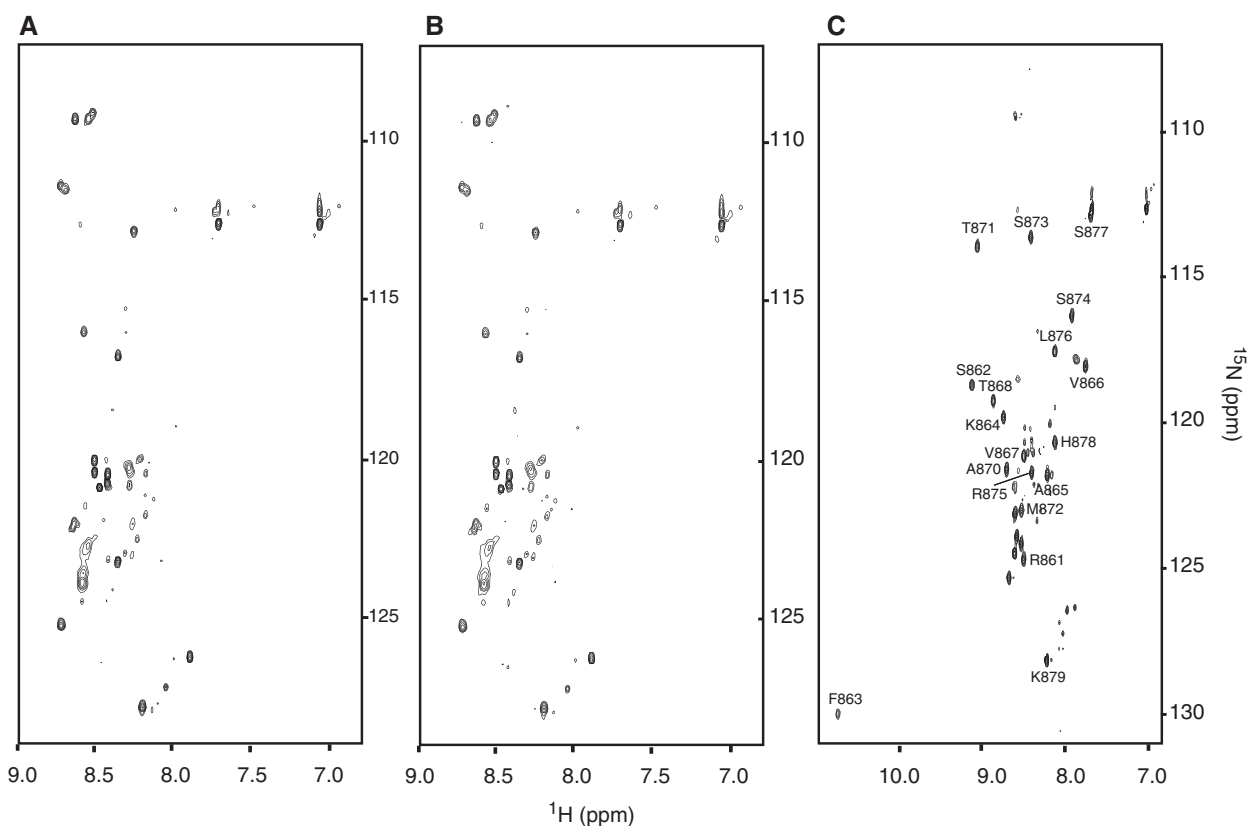 A
B
C
110
115
120
125
9.0 8.5 8.0 7.5 7.0
110
115
120
125
9.0 8.5 8.0 7.5 7.0
¹H (ppm)
T871
S873
S877
S874
L876
S862
T868
V866
K864
V867
H878
A870
R875
A865
M872
R861
K879
F863
110
115
120
125
130
10.0 9.0 8.0 7.0
¹⁵N (ppm)